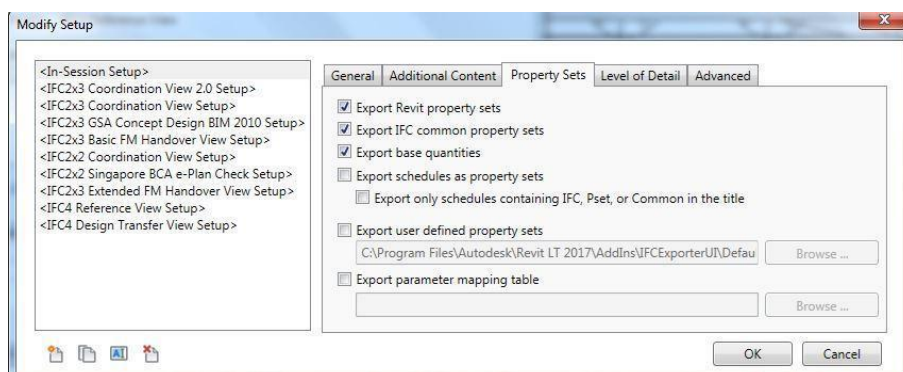 Modify Setup
<In-Session Setup>
<IFC2x3 Coordination View 2.0 Setup>
<IFC2x3 Coordination View Setup>
<IFC2x3 GSA Concept Design BIM 2010 Setup>
<IFC2x3 Basic FM Handover View Setup>
<IFC2x2 Coordination View Setup>
<IFC2x2 Singapore BCA e-Plan Check Setup>
<IFC2x3 Extended FM Handover View Setup>
<IFC4 Reference View Setup>
<IFC4 Design Transfer View Setup>
General Additional Content Property Sets Level of Detail Advanced
Export Revit property sets
Export IFC common property sets
Export base quantities
Export schedules as property sets
Export only schedules containing IFC, Pset, or Common in the title
Export user defined property sets
C:\Program Files\Autodesk\Revit LT 2017\AddIns\IFCExporterUI\Defau Browse ...
Export parameter mapping table
Browse ...
OK Cancel